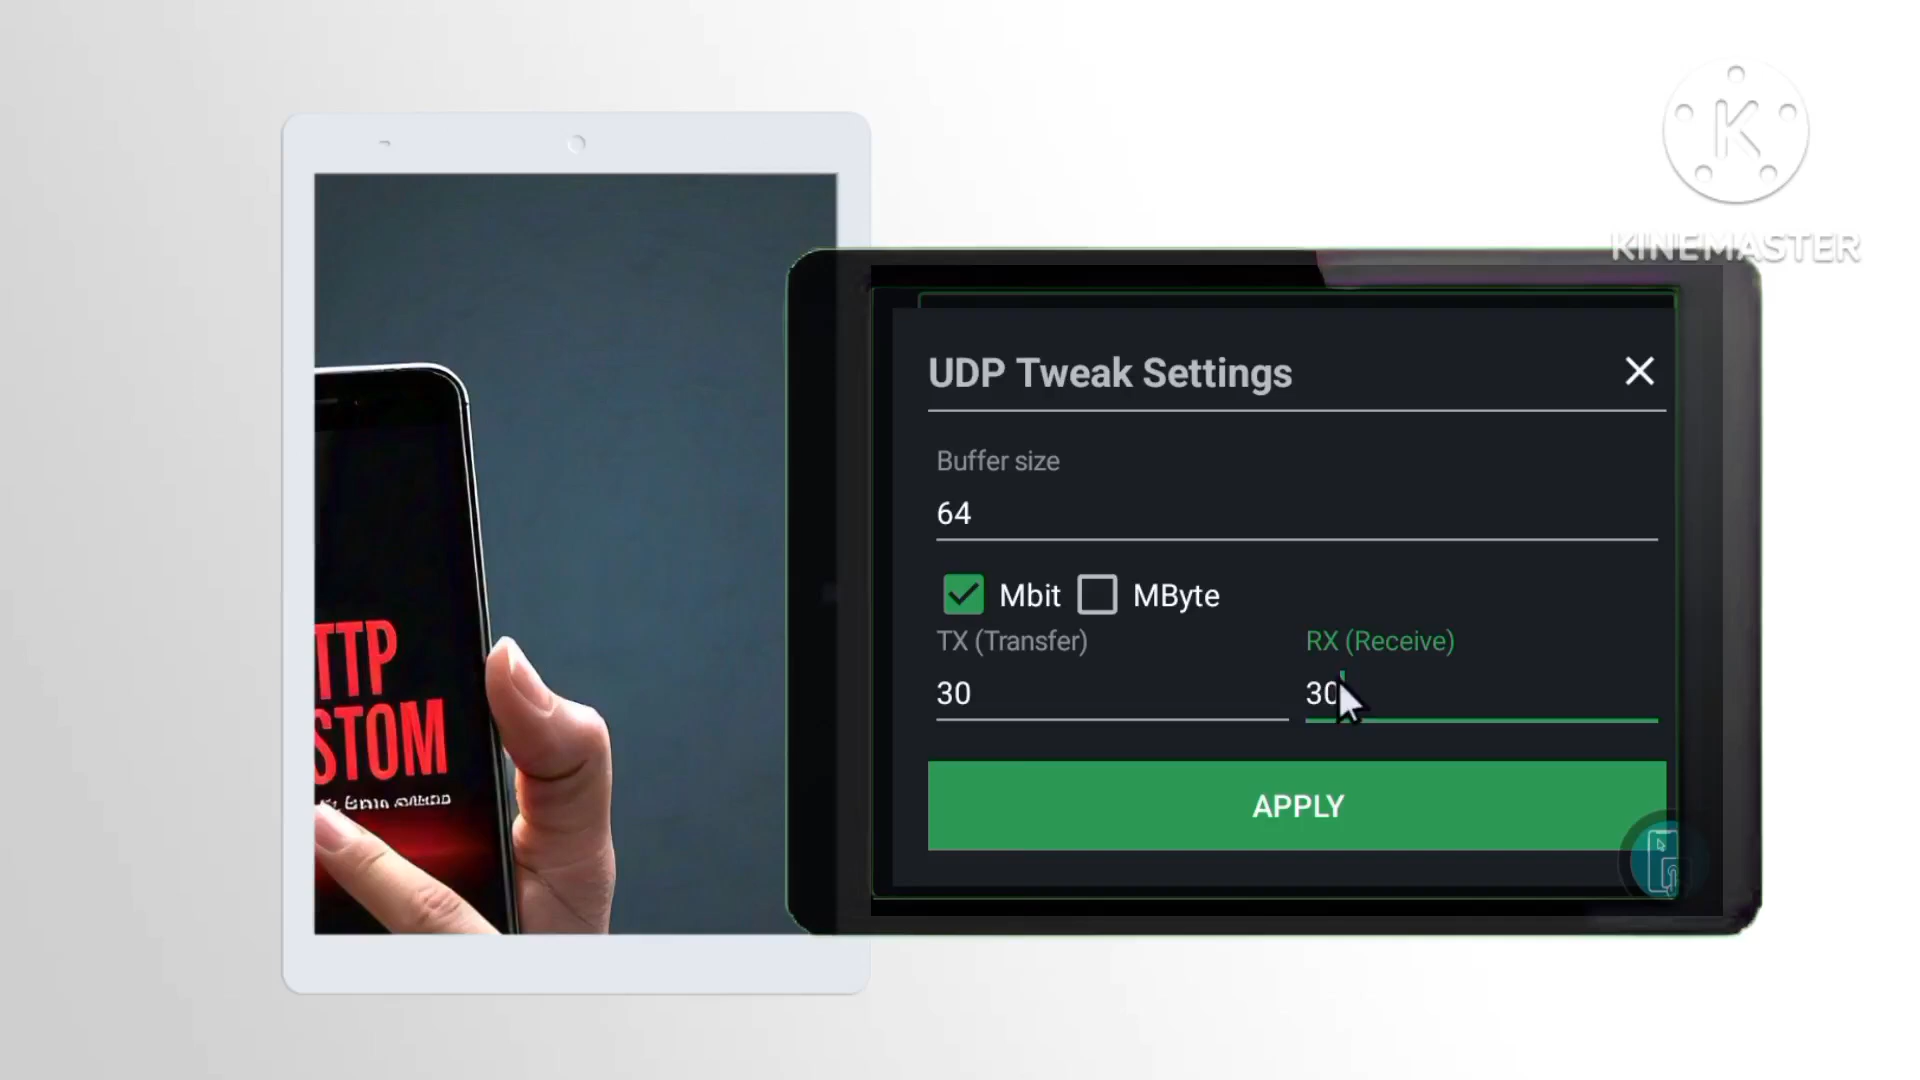 KINEMASTER
UDP Tweak Settings
Buffer size
64
Mbit
MByte
TX (Transfer)
RX (Receive)
30
30
APPLY
TTP
STOM